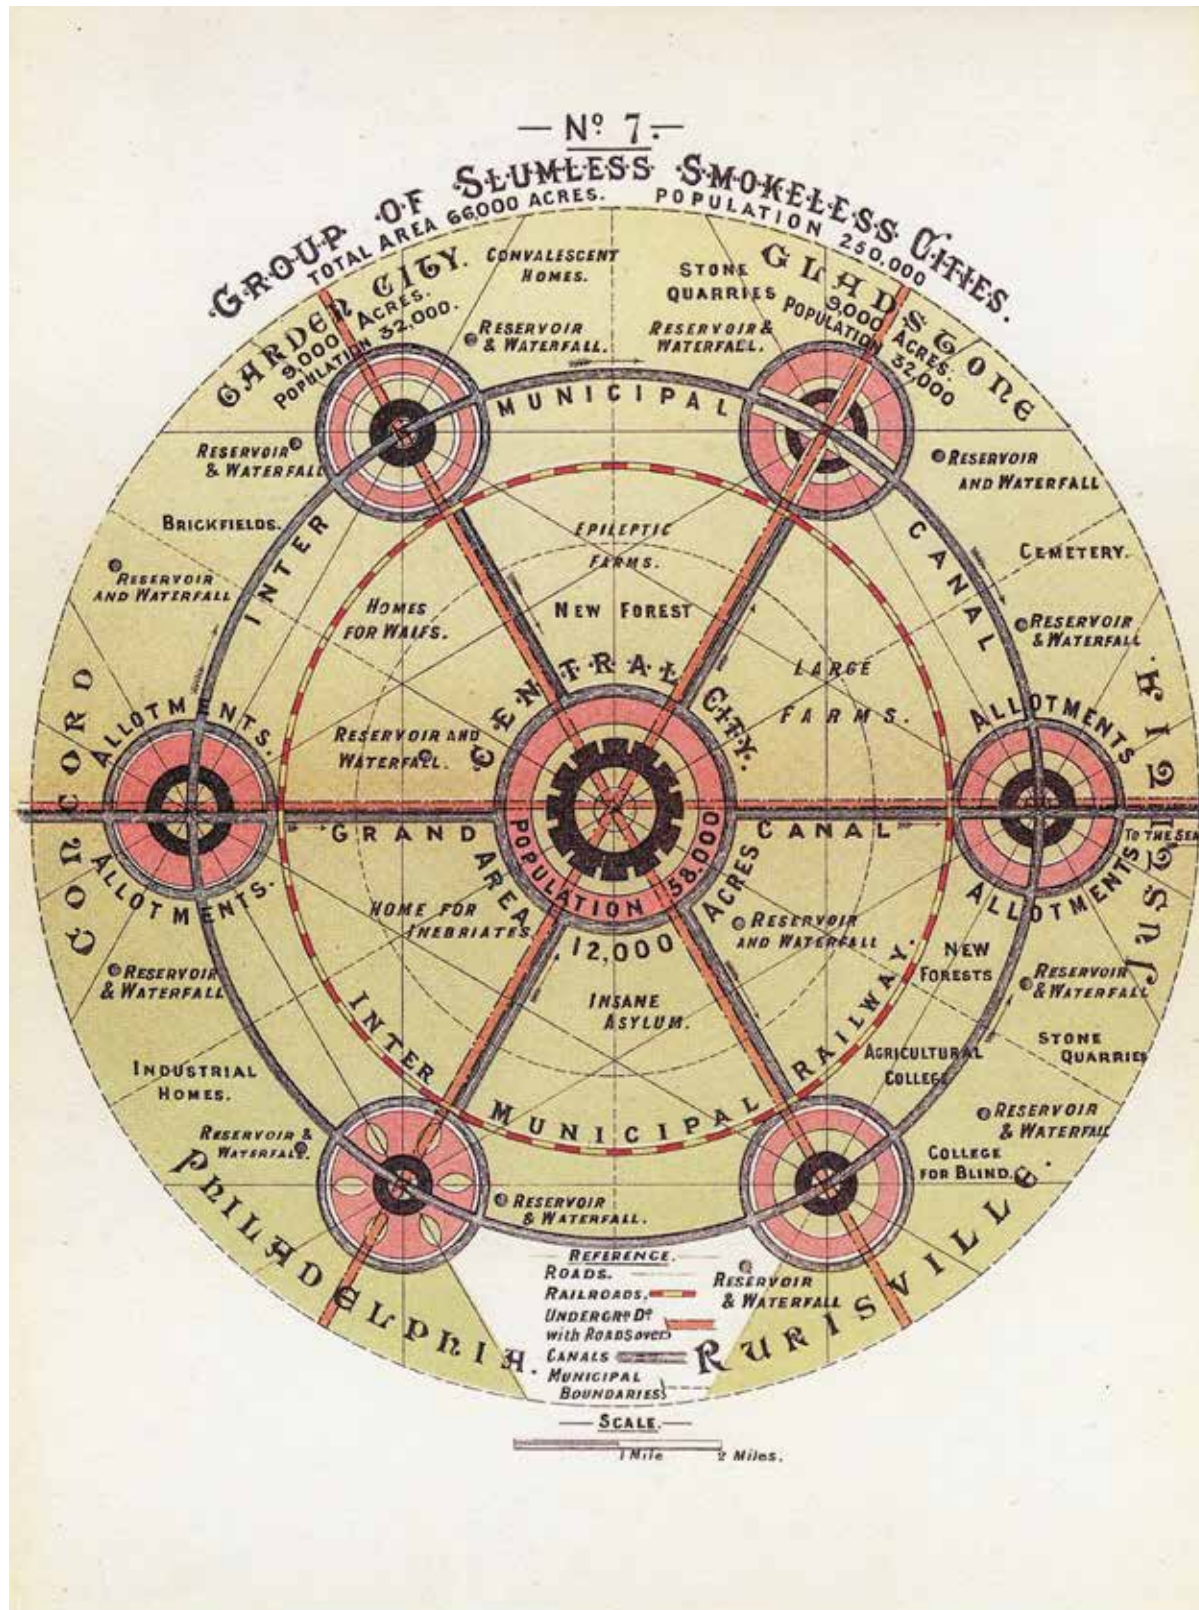 — Nº 7. —
GROUP OF SLUMLESS SMOKELESS CITIES.
TOTAL AREA 66,000 ACRES. POPULATION 250,000
GARDEN CITY.
9,000 ACRES.
POPULATION 32,000.
CONVALESCENT
HOMES.
STONE
QUARRIES
GLADSTONE
9,000 ACRES.
POPULATION 32,000
RESERVOIR
& WATERFALL.
RESERVOIR &
WATERFALL.
INTER MUNICIPAL CANAL
RESERVOIR
& WATERFALL
RESERVOIR
AND WATERFALL
BRICKFIELDS.
EPILEPTIC
FARMS.
CEMETERY.
RESERVOIR
AND WATERFALL
HOMES
FOR WAIFS.
NEW FOREST
RESERVOIR
& WATERFALL
LARGE
FARMS.
CENTRAL CITY.
CONCORD
ALLOTMENTS.
RESERVOIR AND
WATERFALL.
ALLOTMENTS
JUSTITIA.
GRAND CANAL
TO THE SEA
POPULATION 58,000
AREA 12,000 ACRES
ALLOTMENTS.
ALLOTMENTS
HOME FOR
INEBRIATES.
RESERVOIR
AND WATERFALL
NEW
FORESTS
RESERVOIR
& WATERFALL
RESERVOIR
& WATERFALL
INSANE
ASYLUM.
STONE
QUARRIES
INTER MUNICIPAL RAILWAY.
AGRICULTURAL
COLLEGE
INDUSTRIAL
HOMES.
RESERVOIR
& WATERFALL
RESERVOIR &
WATERFALL.
COLLEGE
FOR BLIND.
PHILADELPHIA.
RESERVOIR
& WATERFALL.
RURISVILLE.
REFERENCE.
ROADS.
RAILROADS.
UNDERGRD Dº
with ROADS over
CANALS
MUNICIPAL
BOUNDARIES
RESERVOIR
& WATERFALL
SCALE.
1 Mile 2 Miles.